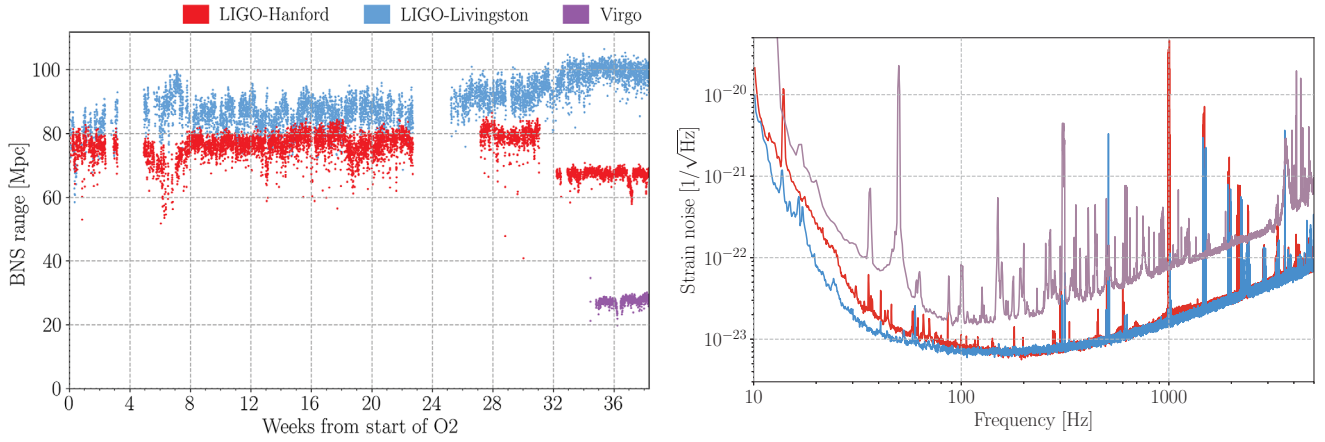 LIGO-Hanford LIGO-Livingston Virgo
BNS range [Mpc]
100
80
60
40
20
0
0 4 8 12 16 20 24 28 32 36
Weeks from start of O2
Strain noise [1/√Hz]
10⁻²⁰
10⁻²¹
10⁻²²
10⁻²³
10 100 1000
Frequency [Hz]